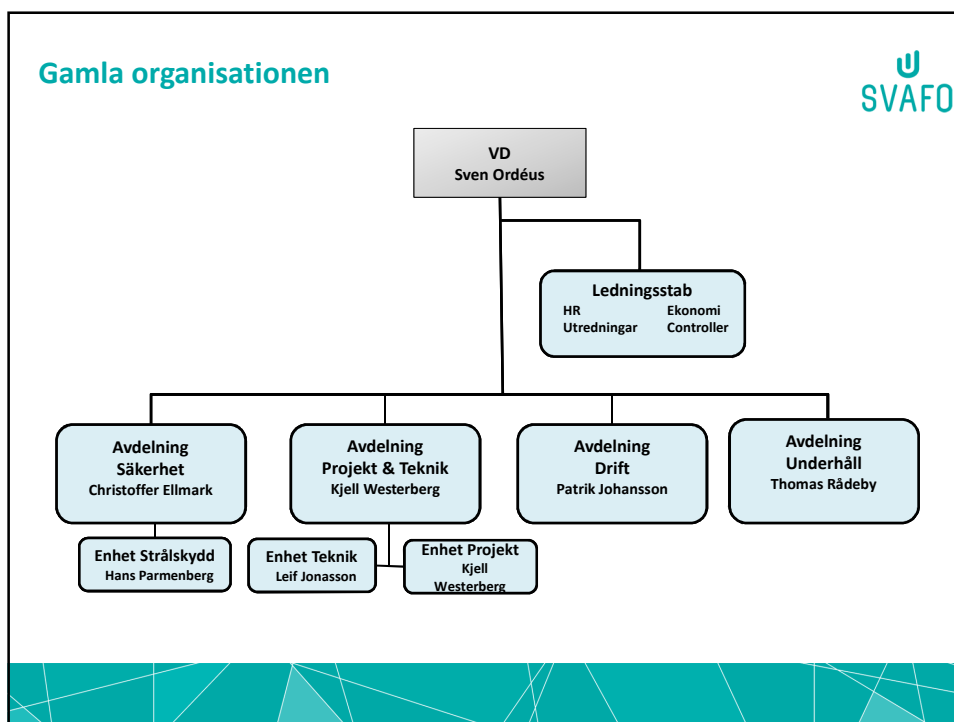 Gamla organisationen
SVAFO
VD
Sven Ordéus
Ledningsstab
HR Ekonomi
Utredningar Controller
Avdelning
Säkerhet
Christoffer Ellmark
Avdelning
Projekt & Teknik
Kjell Westerberg
Avdelning
Drift
Patrik Johansson
Avdelning
Underhåll
Thomas Rådeby
Enhet Strålskydd
Hans Parmenberg
Enhet Teknik
Leif Jonasson
Enhet Projekt
Kjell
Westerberg